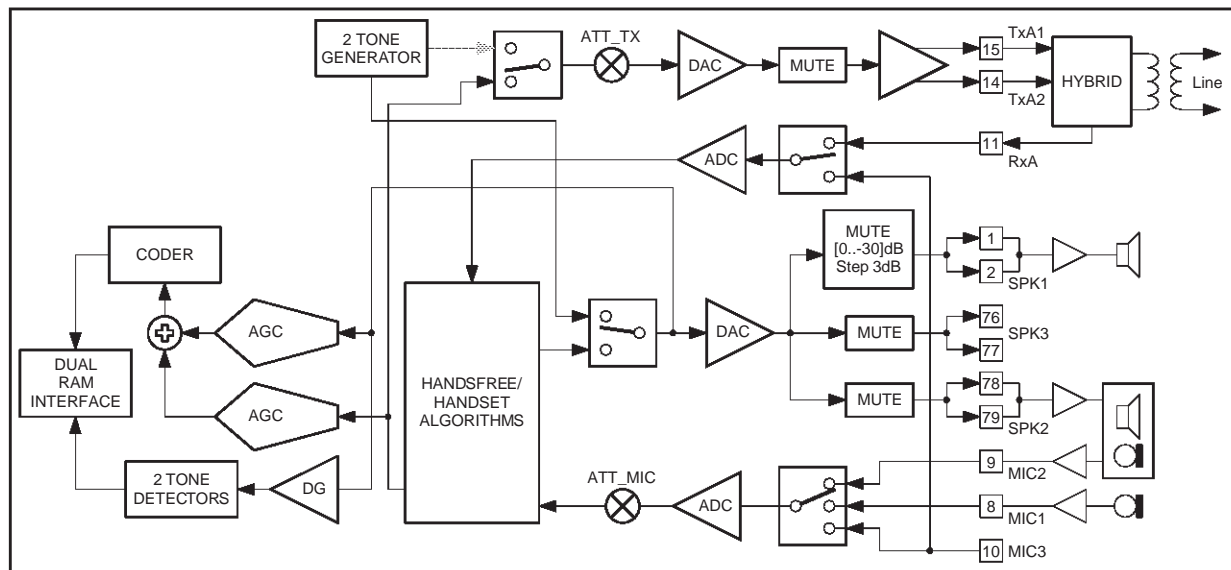 2 TONE
GENERATOR
ATT_TX
DAC
MUTE
15
TxA1
14
TxA2
HYBRID
Line
ADC
11
RxA
CODER
MUTE
[0..-30]dB
Step 3dB
1
2
SPK1
AGC
DAC
MUTE
76
77
SPK3
DUAL
RAM
INTERFACE
AGC
HANDSFREE/
HANDSET
ALGORITHMS
MUTE
78
79
SPK2
2 TONE
DETECTORS
DG
ATT_MIC
ADC
9
MIC2
8
MIC1
10
MIC3